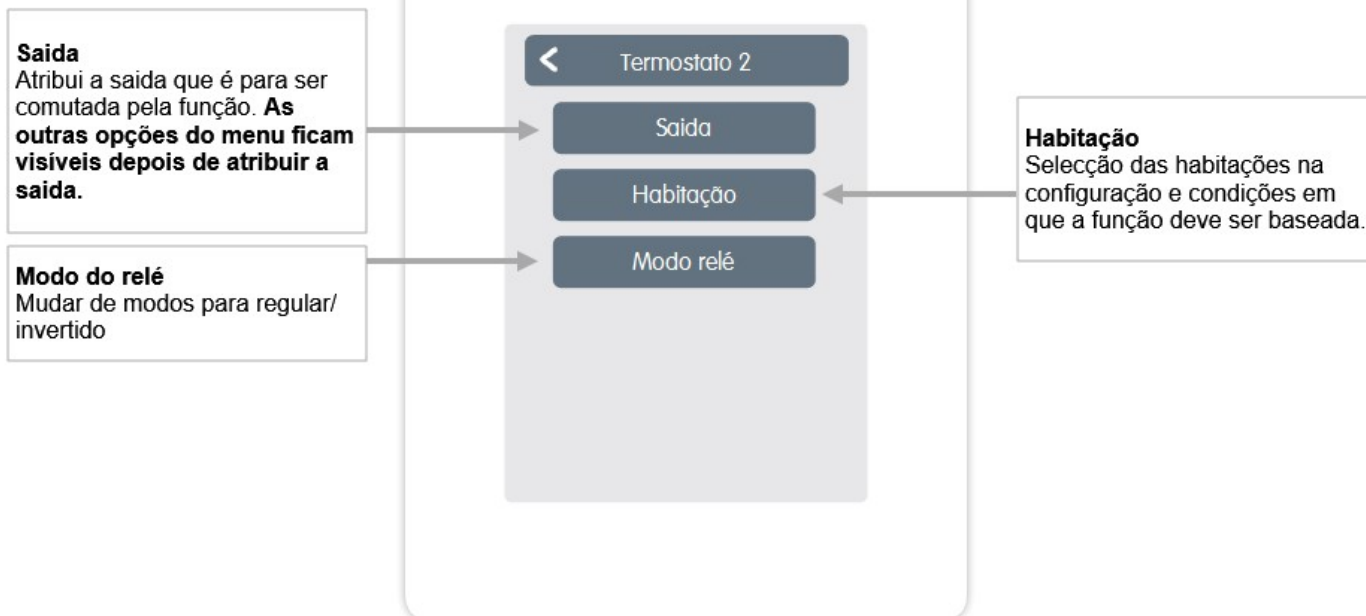 Saida
Atribui a saida que é para ser
comutada pela função. As
outras opções do menu ficam
visíveis depois de atribuir a
saida.
Modo do relé
Mudar de modos para regular/
invertido
Termostato 2
Saida
Habitação
Modo relé
Habitação
Selecção das habitações na
configuração e condições em
que a função deve ser baseada.